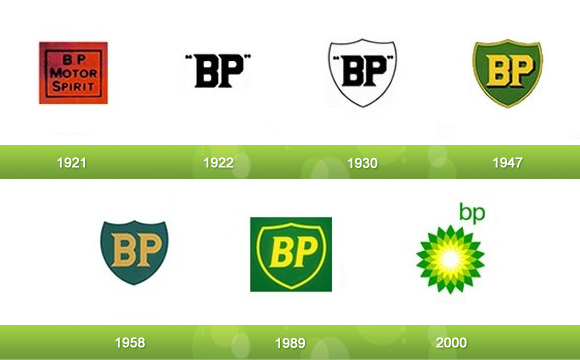 B.P
MOTOR
SPIRIT
"BP"
"BP"
BP
1921
1922
1930
1947
BP
BP
bp
1958
1989
2000